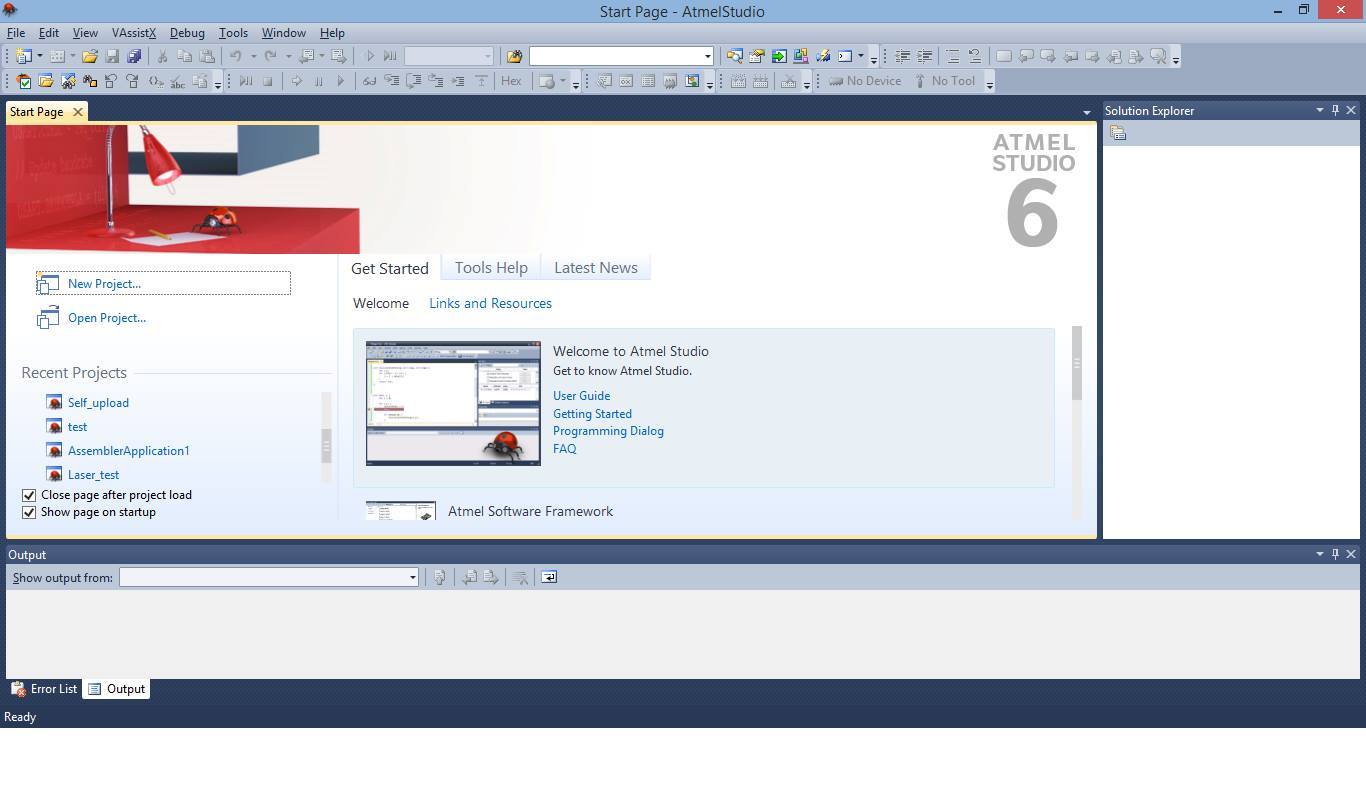 Start Page - AtmelStudio
File Edit View VAssistX Debug Tools Window Help
Hex No Device No Tool
Start Page
Solution Explorer
ATMEL
STUDIO
6
New Project...
Open Project...
Recent Projects
Self_upload
test
AssemblerApplication1
Laser_test
Close page after project load
Show page on startup
Get Started Tools Help Latest News
Welcome Links and Resources
Welcome to Atmel Studio
Get to know Atmel Studio.
User Guide
Getting Started
Programming Dialog
FAQ
Atmel Software Framework
Output
Show output from:
Error List Output
Ready